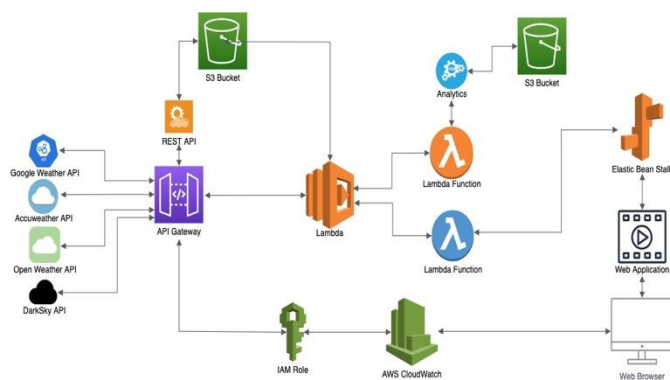 S3 Bucket
S3 Bucket
Analytics
REST API
Google Weather API
Elastic Bean Stalk
Lambda Function
Accuweather API
API Gateway
Lambda
Open Weather API
Lambda Function
Web Application
DarkSky API
IAM Role
AWS CloudWatch
Web Browser